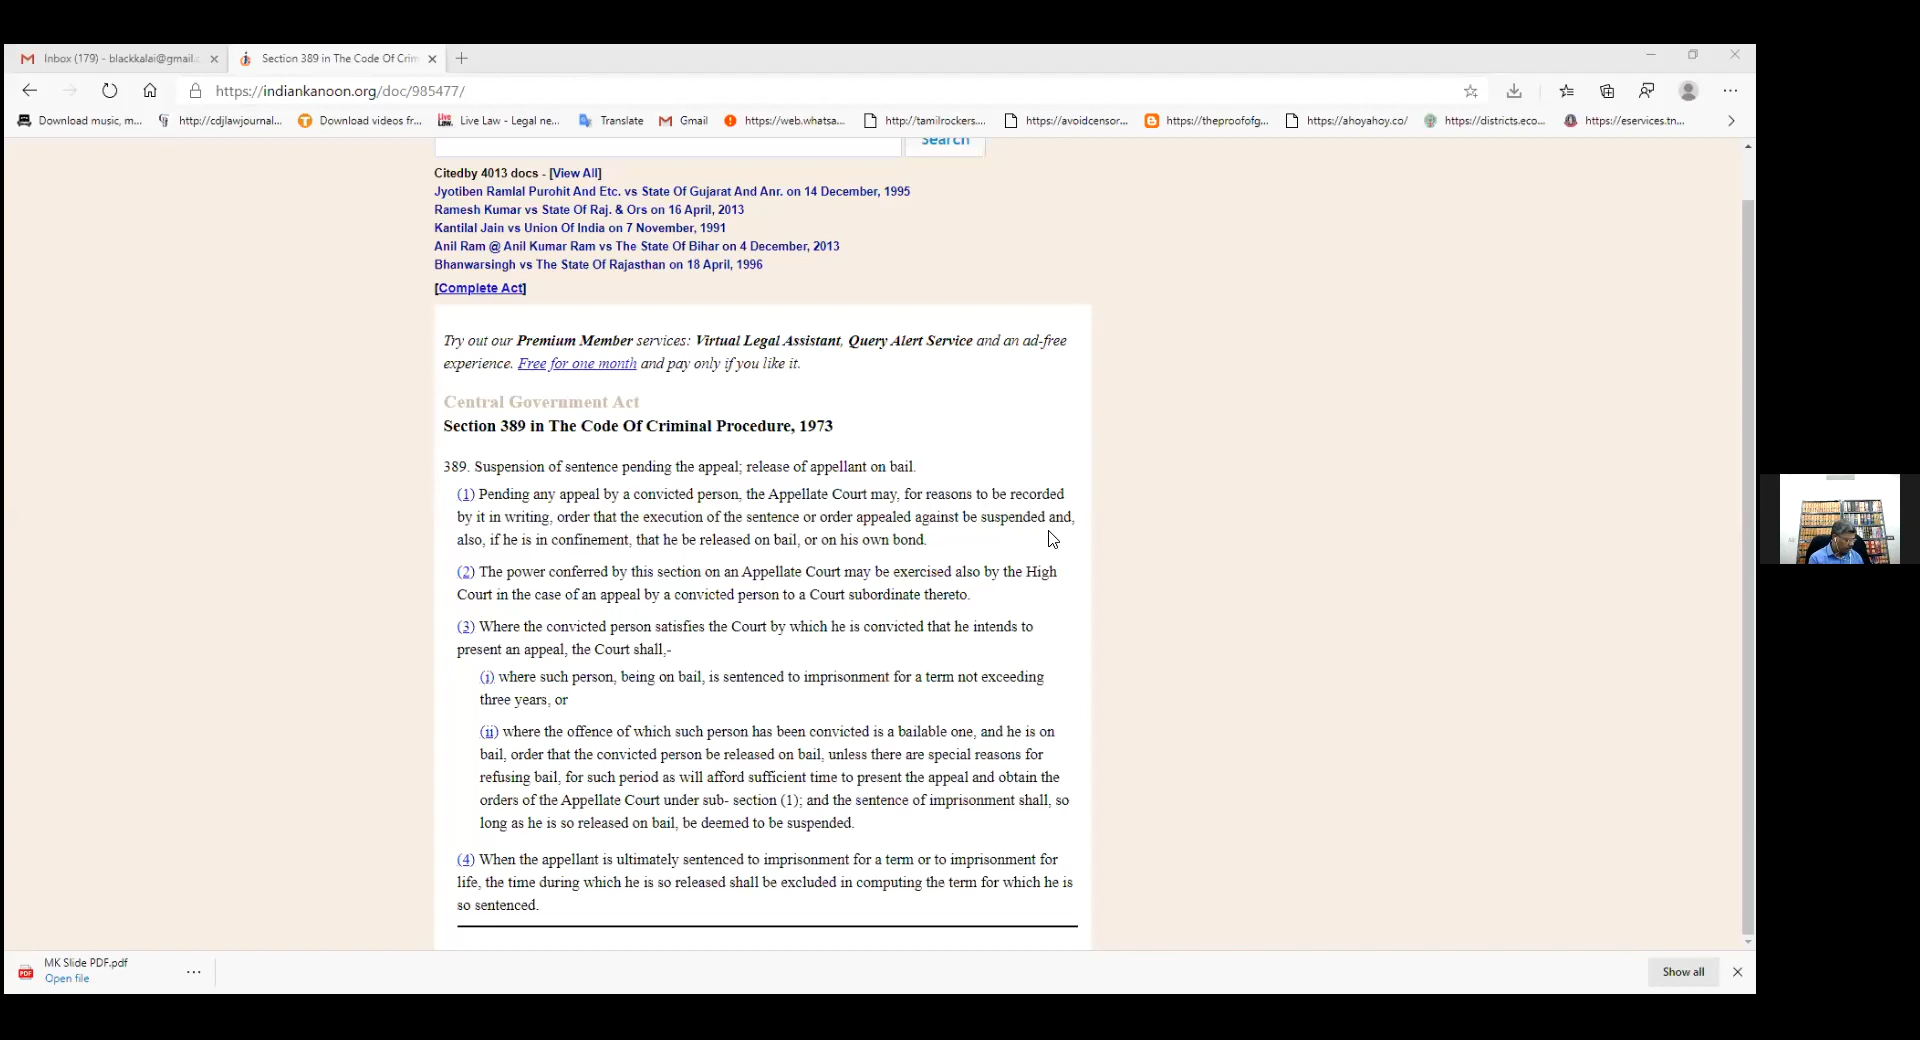 Inbox (179) - blackkalai@gmail.c
Section 389 in The Code Of Crim
https://indiankanoon.org/doc/985477/
Download music, m...
http://cdjlawjournal...
Download videos fr...
Live Law - Legal ne...
Translate
Gmail
https://web.whatsa...
http://tamilrockers....
https://avoidcensor...
https://theproofofg...
https://ahoyahoy.co/
https://districts.eco...
https://eservices.tn...
Search
Citedby 4013 docs - [View All]
Jyotiben Ramlal Purohit And Etc. vs State Of Gujarat And Anr. on 14 December, 1995
Ramesh Kumar vs State Of Raj. & Ors on 16 April, 2013
Kantilal Jain vs Union Of India on 7 November, 1991
Anil Ram @ Anil Kumar Ram vs The State Of Bihar on 4 December, 2013
Bhanwarsingh vs The State Of Rajasthan on 18 April, 1996
[Complete Act]
Try out our Premium Member services: Virtual Legal Assistant, Query Alert Service and an ad-free
experience. Free for one month and pay only if you like it.
Central Government Act
Section 389 in The Code Of Criminal Procedure, 1973
389. Suspension of sentence pending the appeal; release of appellant on bail.
(1) Pending any appeal by a convicted person, the Appellate Court may, for reasons to be recorded
by it in writing, order that the execution of the sentence or order appealed against be suspended and,
also, if he is in confinement, that he be released on bail, or on his own bond.
(2) The power conferred by this section on an Appellate Court may be exercised also by the High
Court in the case of an appeal by a convicted person to a Court subordinate thereto.
(3) Where the convicted person satisfies the Court by which he is convicted that he intends to
present an appeal, the Court shall,-
(i) where such person, being on bail, is sentenced to imprisonment for a term not exceeding
three years, or
(ii) where the offence of which such person has been convicted is a bailable one, and he is on
bail, order that the convicted person be released on bail, unless there are special reasons for
refusing bail, for such period as will afford sufficient time to present the appeal and obtain the
orders of the Appellate Court under sub- section (1); and the sentence of imprisonment shall, so
long as he is so released on bail, be deemed to be suspended.
(4) When the appellant is ultimately sentenced to imprisonment for a term or to imprisonment for
life, the time during which he is so released shall be excluded in computing the term for which he is
so sentenced.
MK Slide PDF.pdf
Open file
Show all